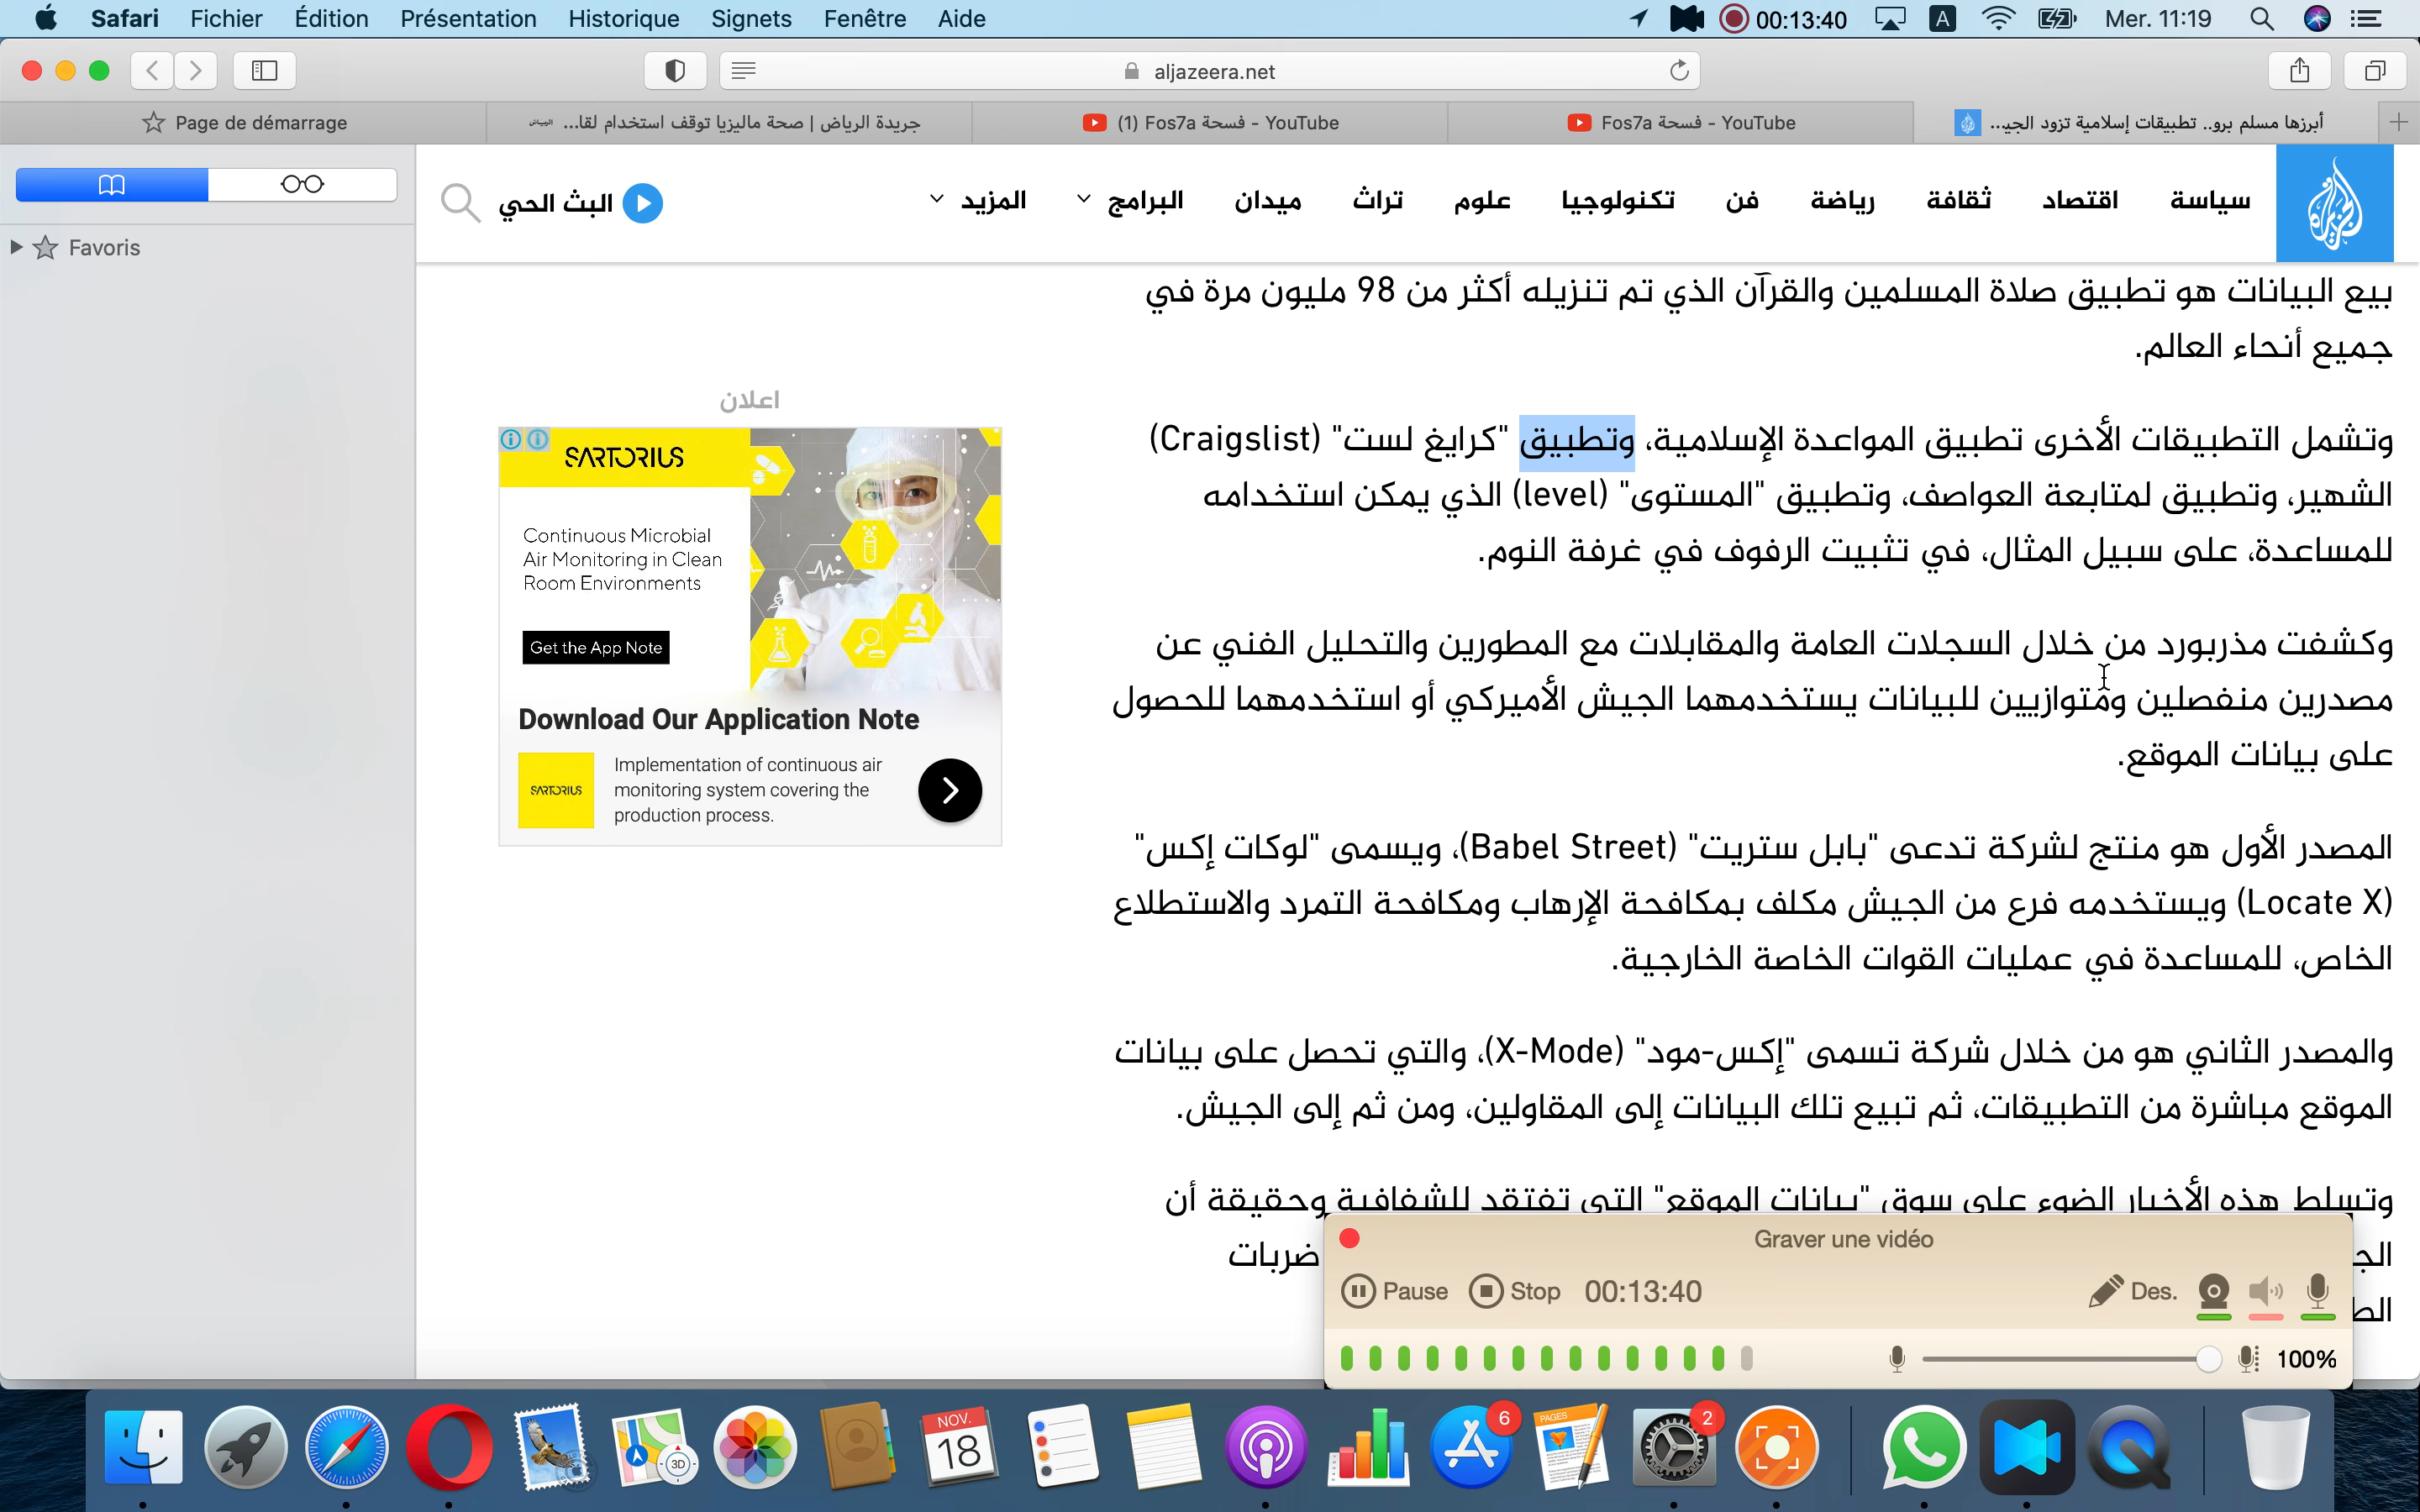 Safari Fichier Édition Présentation Historique Signets Fenêtre Aide
00:13:40 A Mer. 11:19
aljazeera.net
Page de démarrage
جريدة الرياض | صحة ماليزيا توقف استخدام لقا...
(1) Fos7a فسحة - YouTube
Fos7a فسحة - YouTube
أبرزها مسلم برو.. تطبيقات إسلامية تزود الجيـ...
Favoris
سياسة اقتصاد ثقافة رياضة فن تكنولوجيا علوم تراث ميدان البرامج المزيد
البث الحي
بيع البيانات هو تطبيق صلاة المسلمين والقرآن الذي تم تنزيله أكثر من 98 مليون مرة في
جميع أنحاء العالم.
وتشمل التطبيقات الأخرى تطبيق المواعدة الإسلامية، وتطبيق "كرايغ لست" (Craigslist)
الشهير، وتطبيق لمتابعة العواصف، وتطبيق "المستوى" (level) الذي يمكن استخدامه
للمساعدة، على سبيل المثال، في تثبيت الرفوف في غرفة النوم.
وكشفت مذربورد من خلال السجلات العامة والمقابلات مع المطورين والتحليل الفني عن
مصدرين منفصلين ومتوازيين للبيانات يستخدمهما الجيش الأميركي أو استخدمهما للحصول
على بيانات الموقع.
المصدر الأول هو منتج لشركة تدعى "بابل ستريت" (Babel Street)، ويسمى "لوكات إكس"
(Locate X) ويستخدمه فرع من الجيش مكلف بمكافحة الإرهاب ومكافحة التمرد والاستطلاع
الخاص، للمساعدة في عمليات القوات الخاصة الخارجية.
والمصدر الثاني هو من خلال شركة تسمى "إكس-مود" (X-Mode)، والتي تحصل على بيانات
الموقع مباشرة من التطبيقات، ثم تبيع تلك البيانات إلى المقاولين، ومن ثم إلى الجيش.
وتسلط هذه الأخبار الضوء على سوق "بيانات الموقع" التي تفتقد للشفافية وحقيقة أن
ضربات
اعلان
SARTORIUS
Continuous Microbial
Air Monitoring in Clean
Room Environments
Get the App Note
Download Our Application Note
SARTORIUS
Implementation of continuous air
monitoring system covering the
production process.
Graver une vidéo
Pause Stop 00:13:40 Des.
100%
NOV.
18
3D
6
PAGES
2